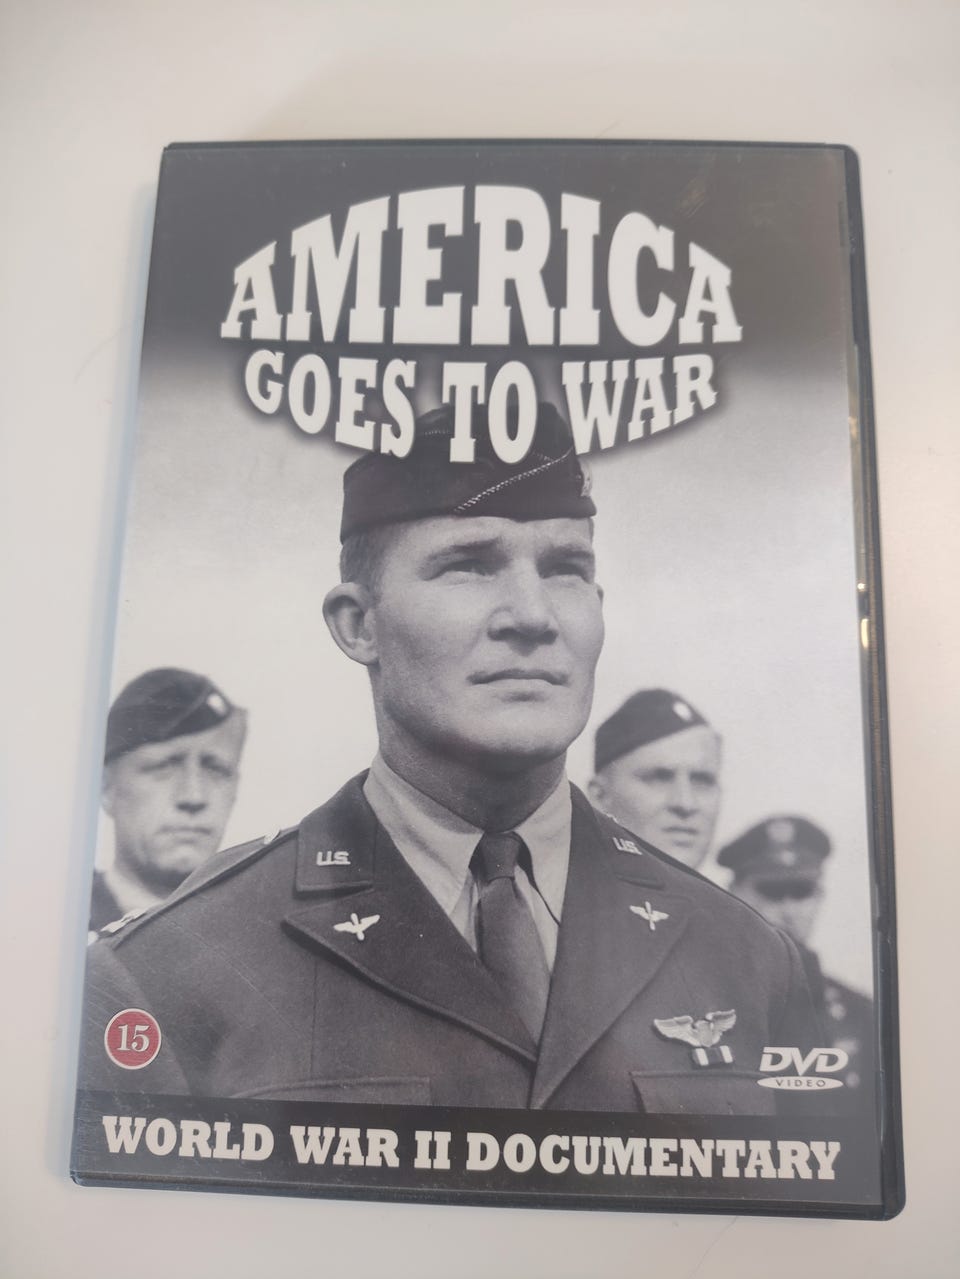 AMERICA
GOES TO WAR
U.S.
U.S.
15
DVD
VIDEO
WORLD WAR II DOCUMENTARY